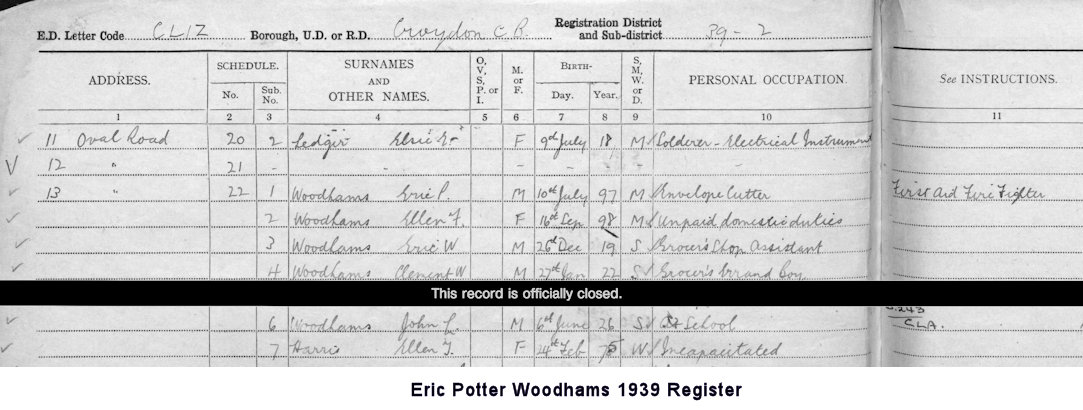 E.D. Letter Code CLIZ Borough, U.D. or R.D. Croydon C.B. Registration District and Sub-district 39-2
ADDRESS. SCHEDULE. No. Sub. No. SURNAMES AND OTHER NAMES. O, V, S, P. or I. M. or F. BIRTH- Day. Year. S, M, W. or D. PERSONAL OCCUPATION. See INSTRUCTIONS.
1 2 3 4 5 6 7 8 9 10 11
11 Oval Road 20 2 Ledger Elsie F 9th July 18 M Solderer - Electrical Instrument
12 " 21 - - - - - -
13 " 22 1 Woodhams Eric P. M 10th July 97 M Envelope Cutter First Aid Fire Fighter
2 Woodhams Ellen F. F 16th Sep 98 M Unpaid domestic duties
3 Woodhams Eric W M 26th Dec 19 S Grocer's Shop Assistant
4 Woodhams Clement W M 27th Jan 22 S Grocer's Errand Boy
This record is officially closed.
6 Woodhams John L. M 6th June 26 S At School CLA.
7 Harris Ellen F. F 24th Feb 75 W Incapacitated
Eric Potter Woodhams 1939 Register